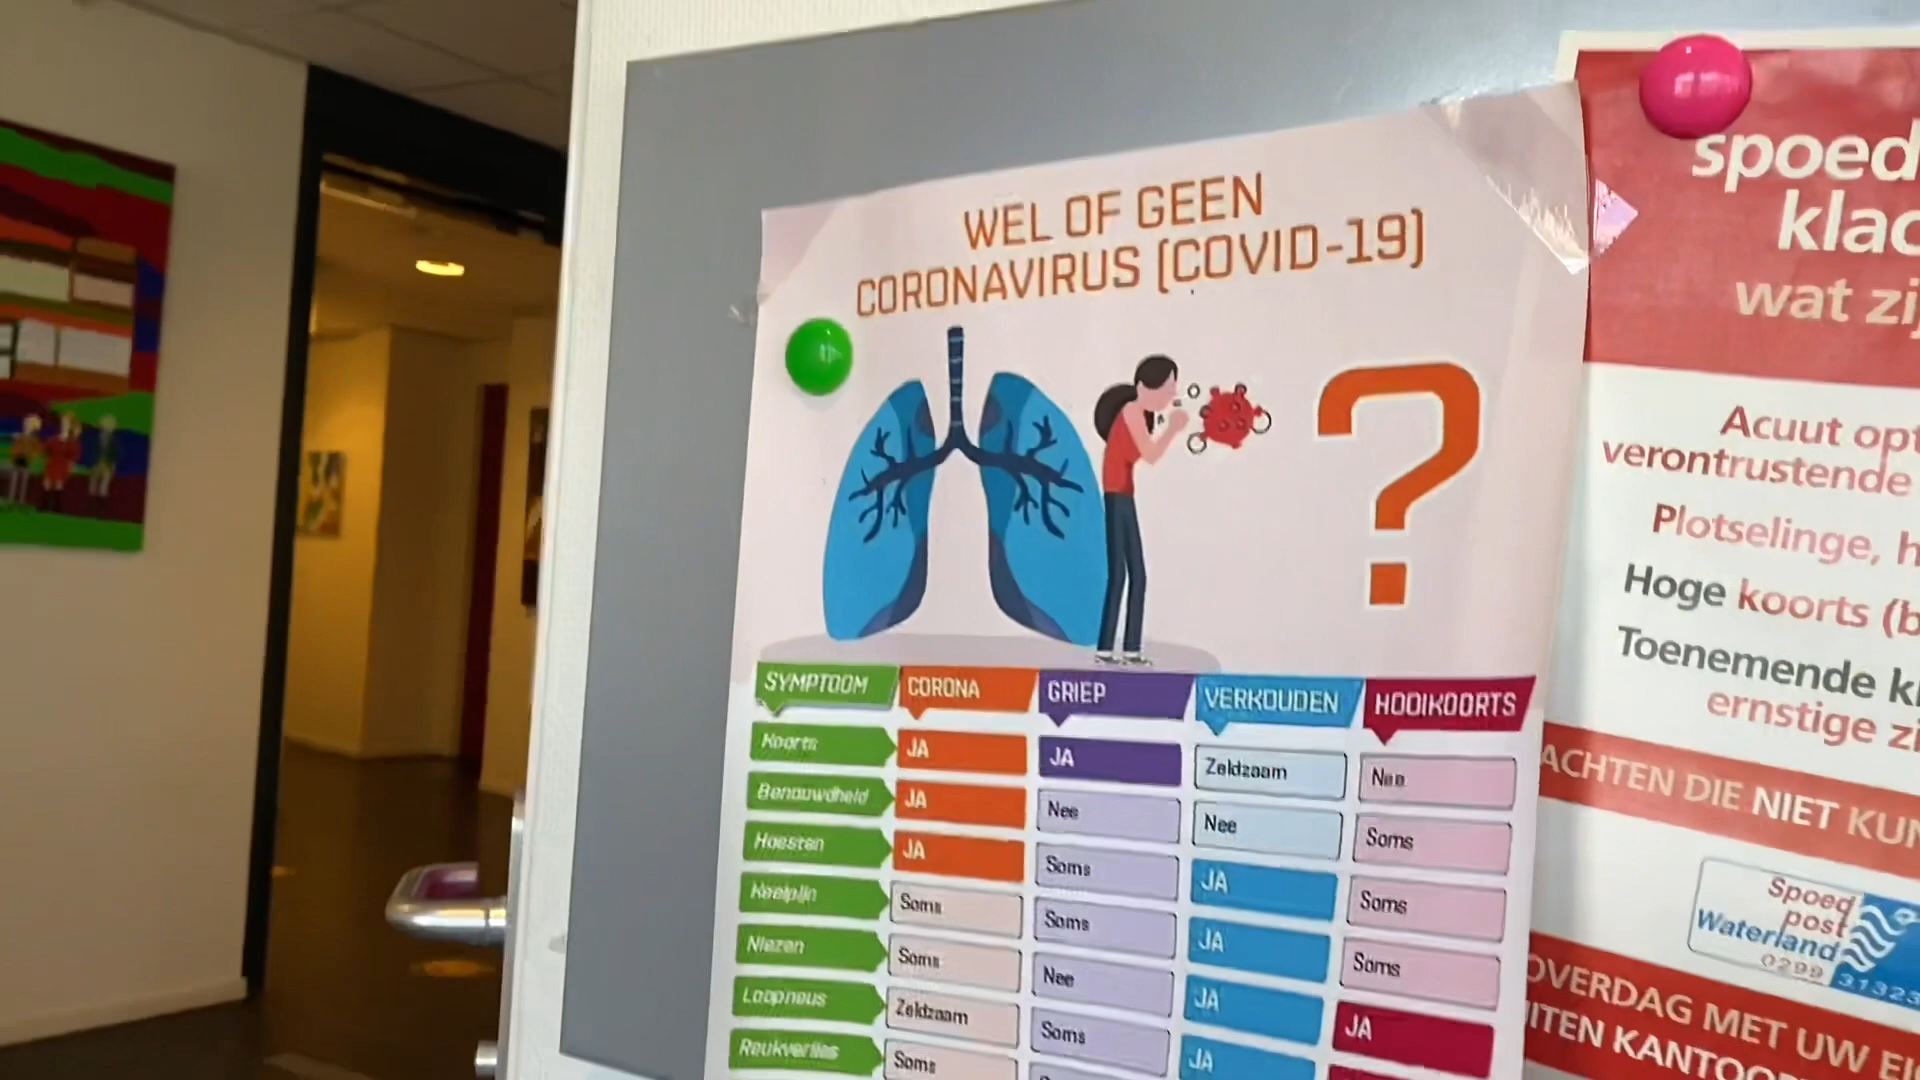 WEL OF GEEN
CORONAVIRUS (COVID-19)
SYMPTOOM CORONA GRIEP VERKOUDEN HOOIKOORTS
Koorts JA JA Zeldzaam Nee
Benauwdheid JA Nee Nee Soms
Hoesten JA Soms JA Soms
Keelpijn Soms Soms JA Soms
Niezen Soms Nee JA JA
Loopneus Zeldzaam Soms JA
Reukverlies Soms
spoed
klac
wat zij
Acuut opt
verontrustende
Plotselinge, h
Hoge koorts (b
Toenemende kl
ernstige zi
ACHTEN DIE NIET KUN
Spoed
post
Waterland
0299 31323
OVERDAG MET UW EI
ITEN KANTOO